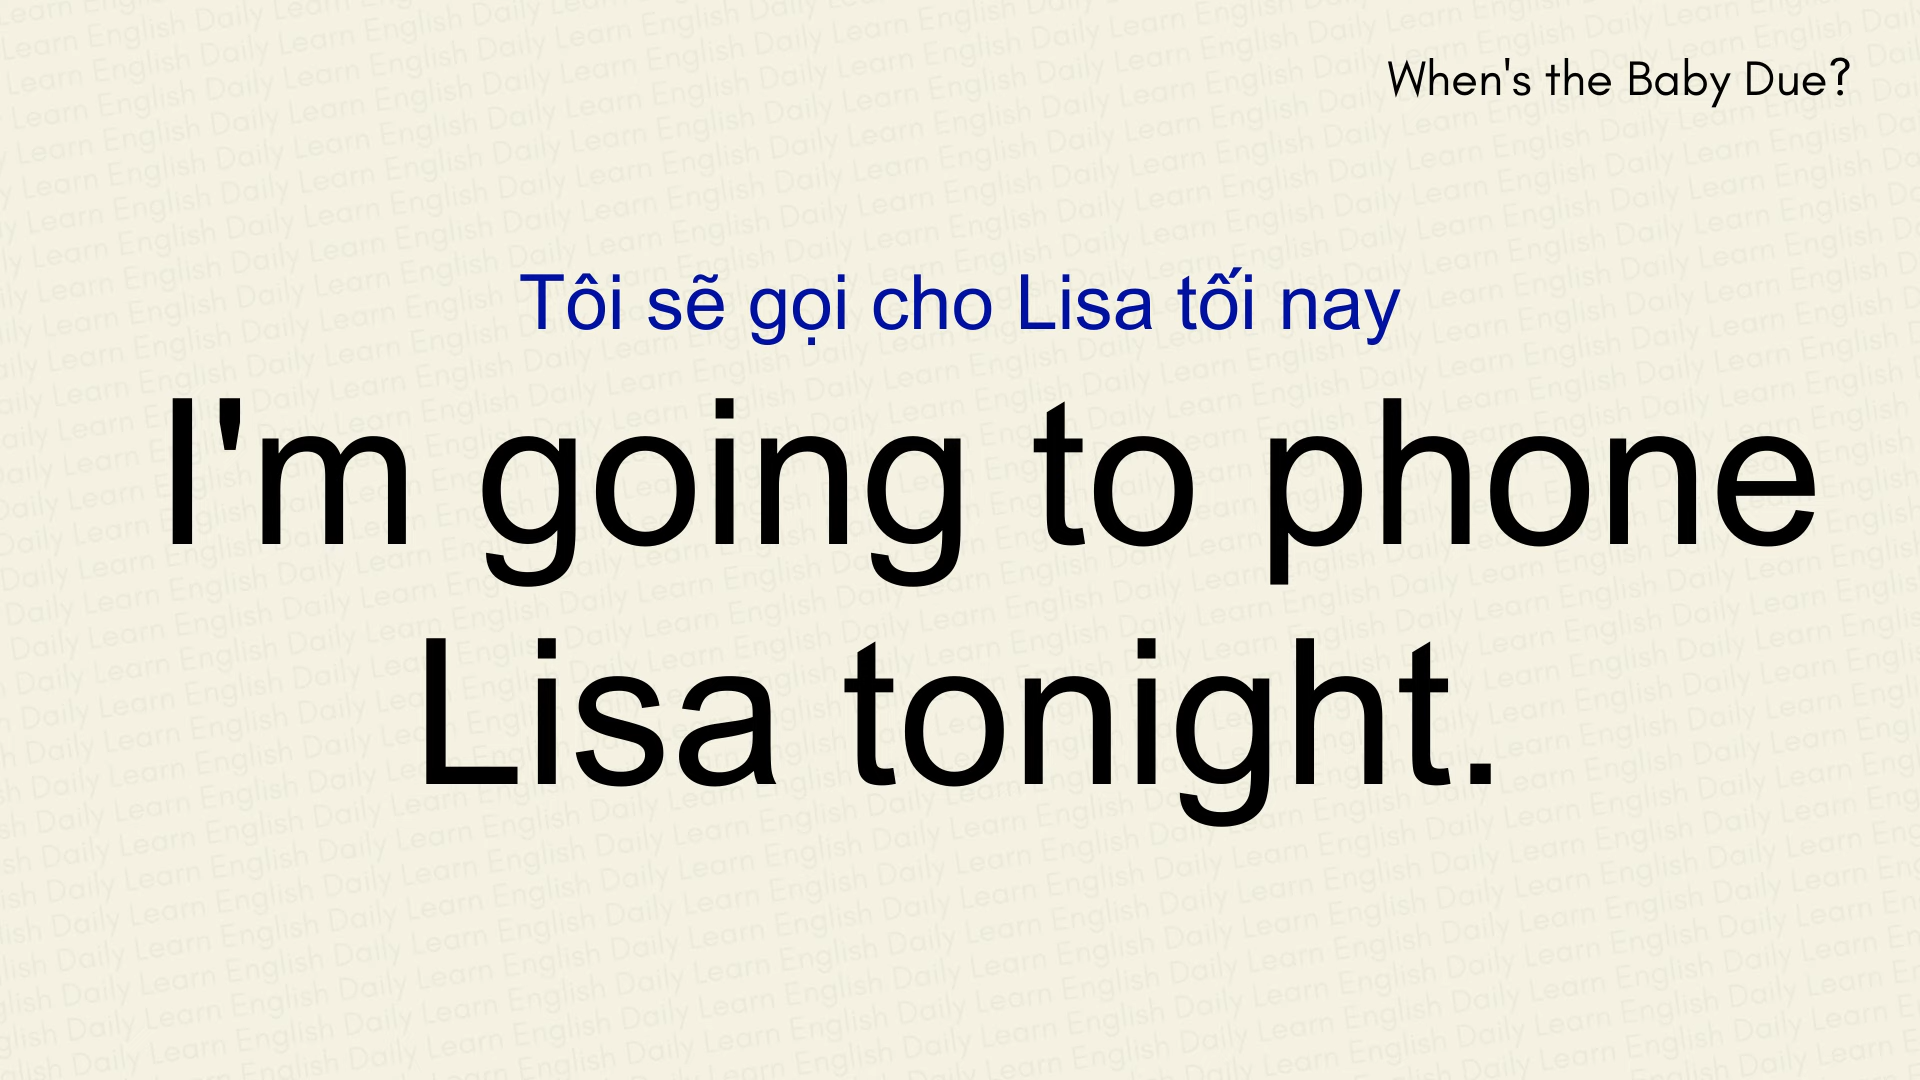 When's the Baby Due?
Tôi sẽ gọi cho Lisa tối nay
I'm going to phone
Lisa tonight.